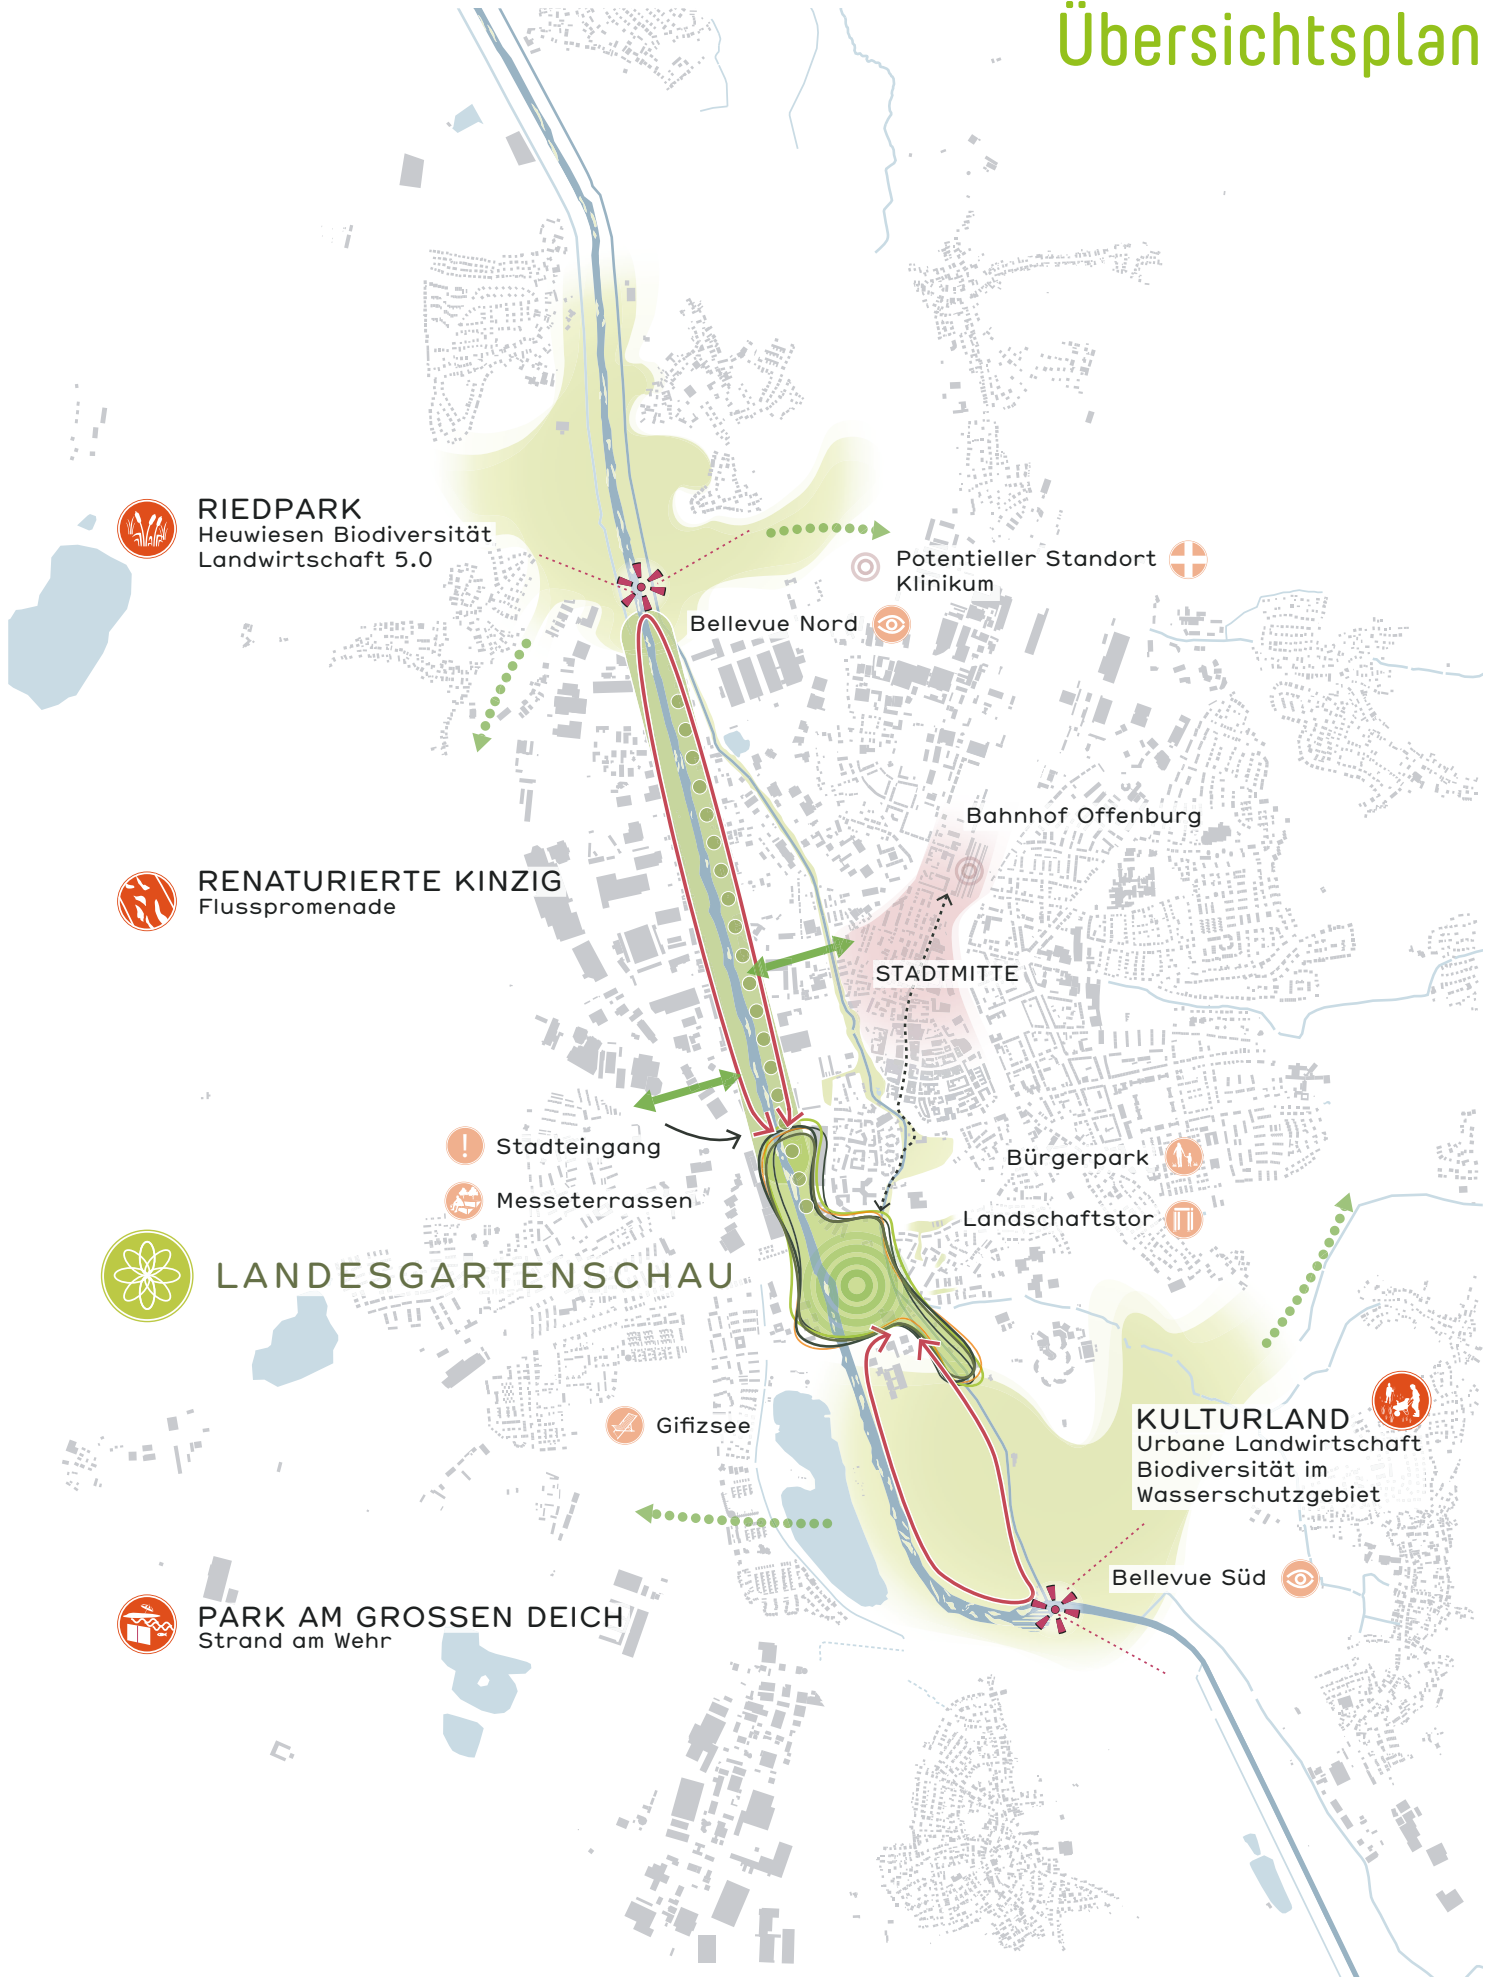 Übersichtsplan
RIEDPARK
Heuwiesen Biodiversität
Landwirtschaft 5.0
Potentieller Standort
Klinikum
Bellevue Nord
Bahnhof Offenburg
RENATURIERTE KINZIG
Flusspromenade
STADTMITTE
Stadteingang
!
Messeterrassen
Bürgerpark
Landschaftstor
LANDESGARTENSCHAU
Gifizsee
KULTURLAND
Urbane Landwirtschaft
Biodiversität im
Wasserschutzgebiet
Bellevue Süd
PARK AM GROSSEN DEICH
Strand am Wehr